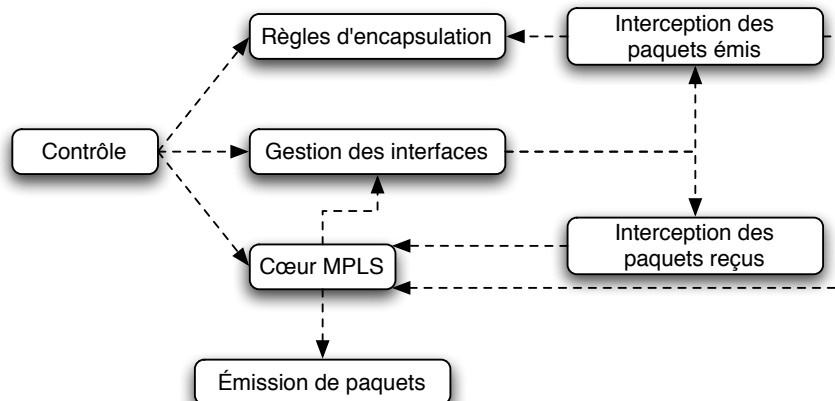 Règles d'encapsulation
Interception des
paquets émis
Contrôle
Gestion des interfaces
Interception des
paquets reçus
Cœur MPLS
Émission de paquets